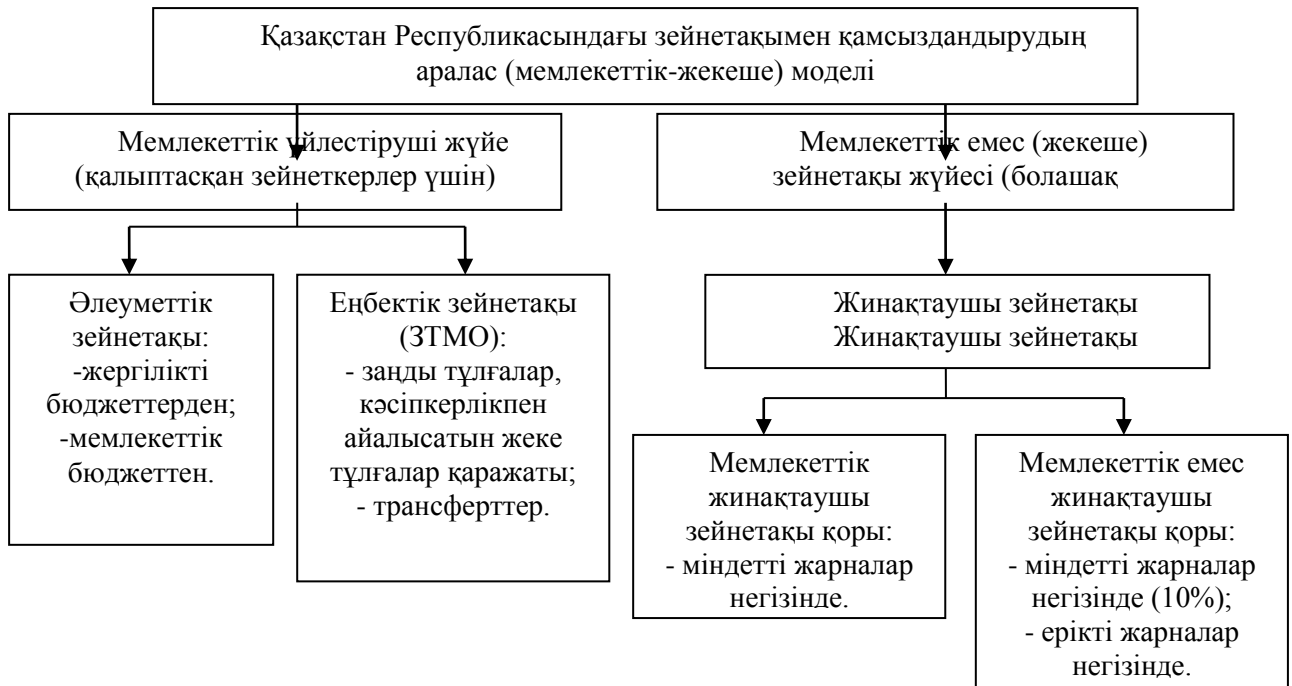 Қазақстан Республикасындағы зейнетақымен қамсыздандырудың
аралас (мемлекеттік-жекеше) моделі
Мемлекеттік үйлестіруші жүйе
(қалыптасқан зейнеткерлер үшін)
Мемлекеттік емес (жекеше)
зейнетақы жүйесі (болашақ
Әлеуметтік
зейнетақы:
-жергілікті
бюджеттерден;
-мемлекеттік
бюджеттен.
Еңбектік зейнетақы
(ЗТМО):
- заңды тұлғалар,
кәсіпкерлікпен
айалысатын жеке
тұлғалар қаражаты;
- трансферттер.
Жинақтаушы зейнетақы
Жинақтаушы зейнетақы
Мемлекеттік
жинақтаушы
зейнетақы қоры:
- міндетті жарналар
негізінде.
Мемлекеттік емес
жинақтаушы
зейнетақы қоры:
- міндетті жарналар
негізінде (10%);
- ерікті жарналар
негізінде.